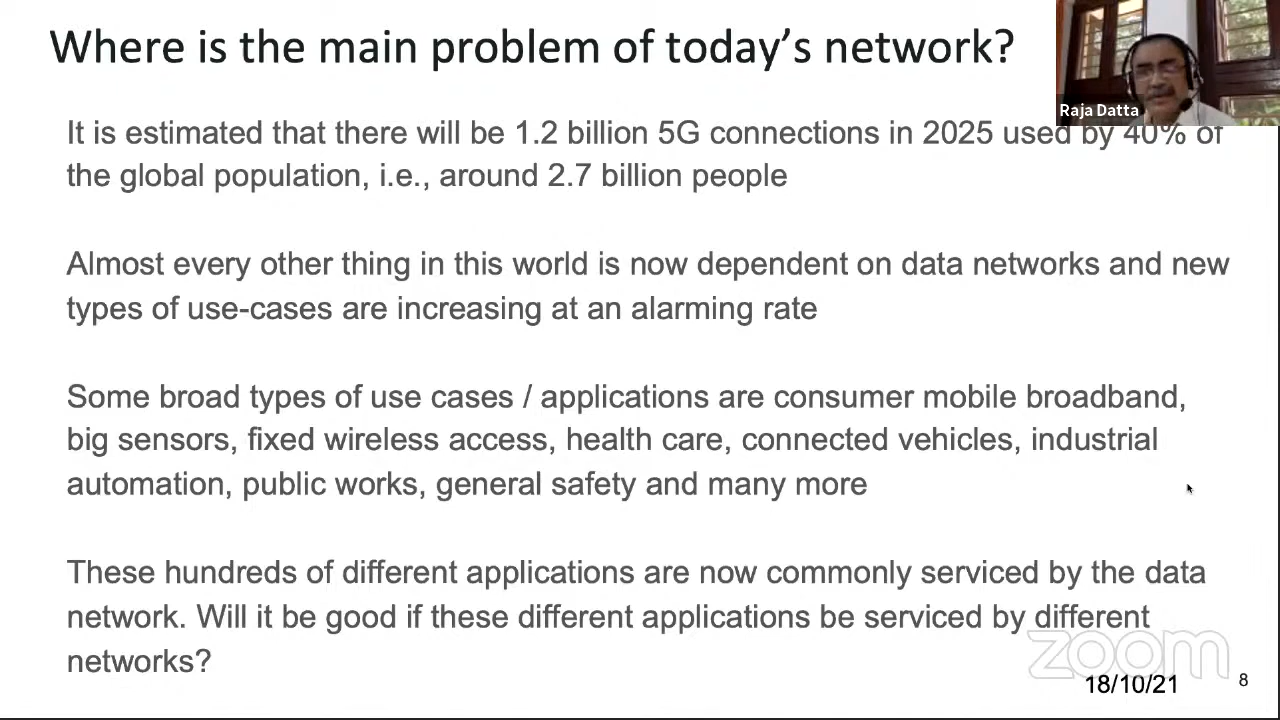 Where is the main problem of today's network?
Raja Datta
It is estimated that there will be 1.2 billion 5G connections in 2025 used by 40% of
the global population, i.e., around 2.7 billion people
Almost every other thing in this world is now dependent on data networks and new
types of use-cases are increasing at an alarming rate
Some broad types of use cases / applications are consumer mobile broadband,
big sensors, fixed wireless access, health care, connected vehicles, industrial
automation, public works, general safety and many more
These hundreds of different applications are now commonly serviced by the data
network. Will it be good if these different applications be serviced by different
networks?
zoom
18/10/21
8